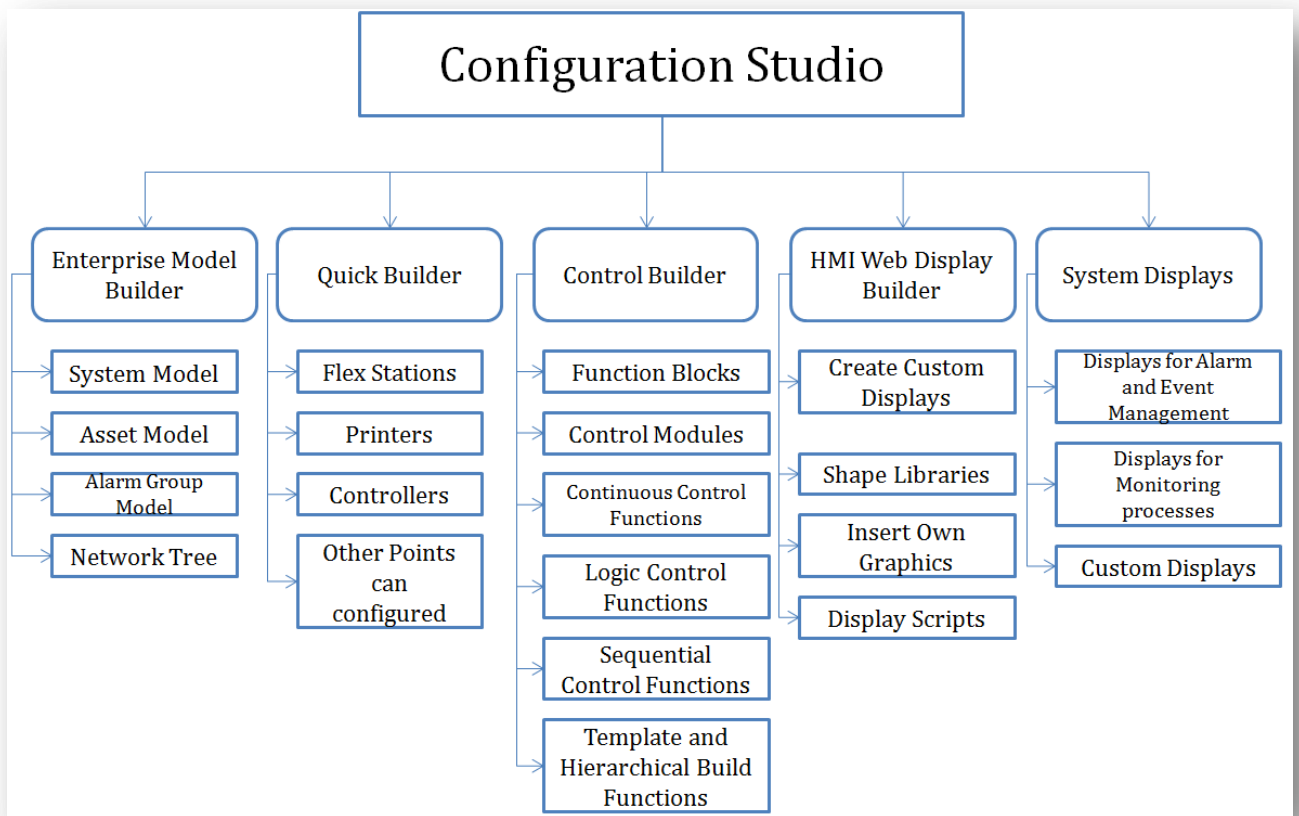 Configuration Studio
Enterprise Model
Builder
System Model
Asset Model
Alarm Group
Model
Network Tree
Quick Builder
Flex Stations
Printers
Controllers
Other Points
can
configured
Control Builder
Function Blocks
Control Modules
Continuous Control
Functions
Logic Control
Functions
Sequential
Control Functions
Template and
Hierarchical Build
Functions
HMI Web Display
Builder
Create Custom
Displays
Shape Libraries
Insert Own
Graphics
Display Scripts
System Displays
Displays for Alarm
and Event
Management
Displays for
Monitoring
processes
Custom Displays